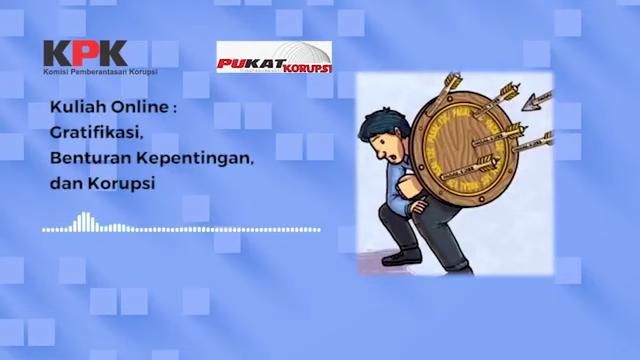 KPK
Komisi Pemberantasan Korupsi
PUKAT
KORUPSI
Kuliah Online :
Gratifikasi,
Benturan Kepentingan,
dan Korupsi